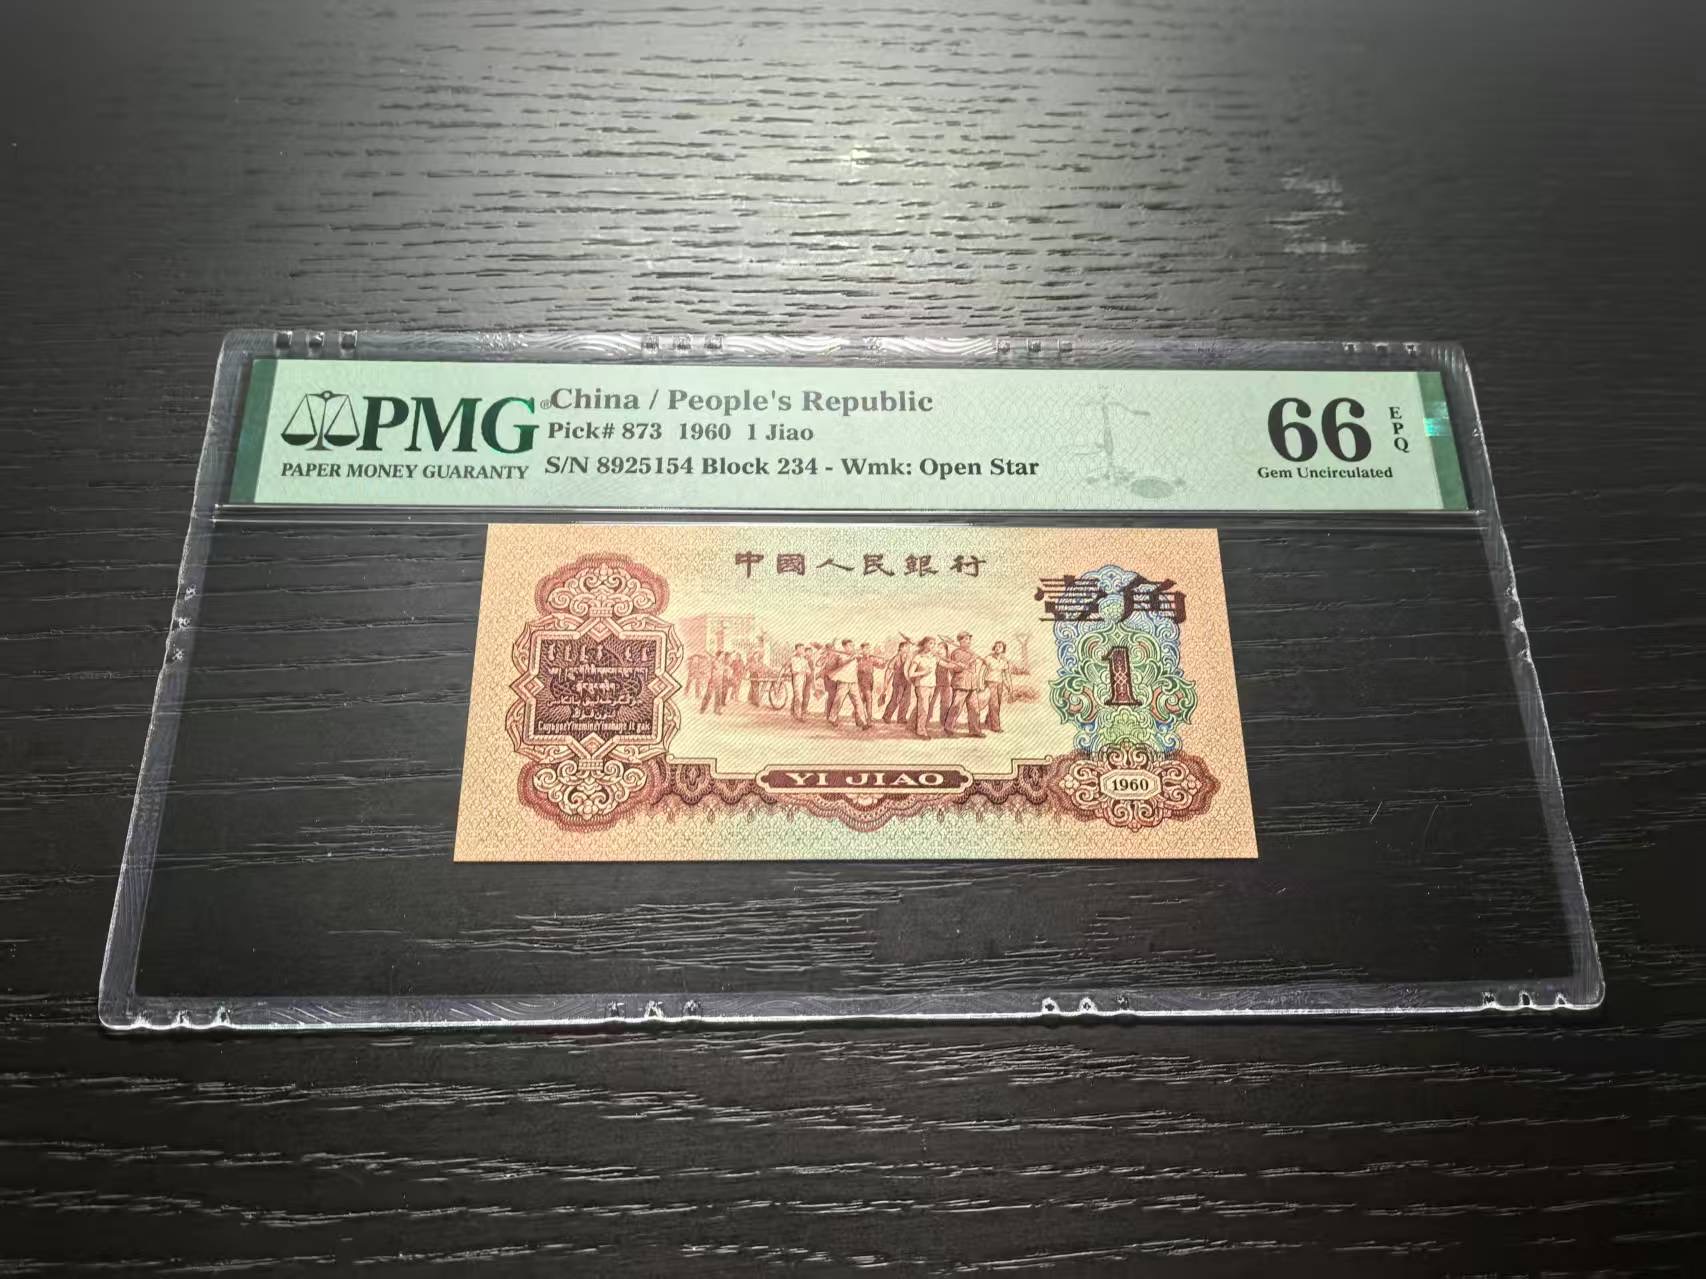 PMG®
PAPER MONEY GUARANTY
China / People's Republic
Pick# 873 1960 1 Jiao
S/N 8925154 Block 234 - Wmk: Open Star
66
EPQ
Gem Uncirculated
中國人民銀行
壹角
1
YI JIAO
1960